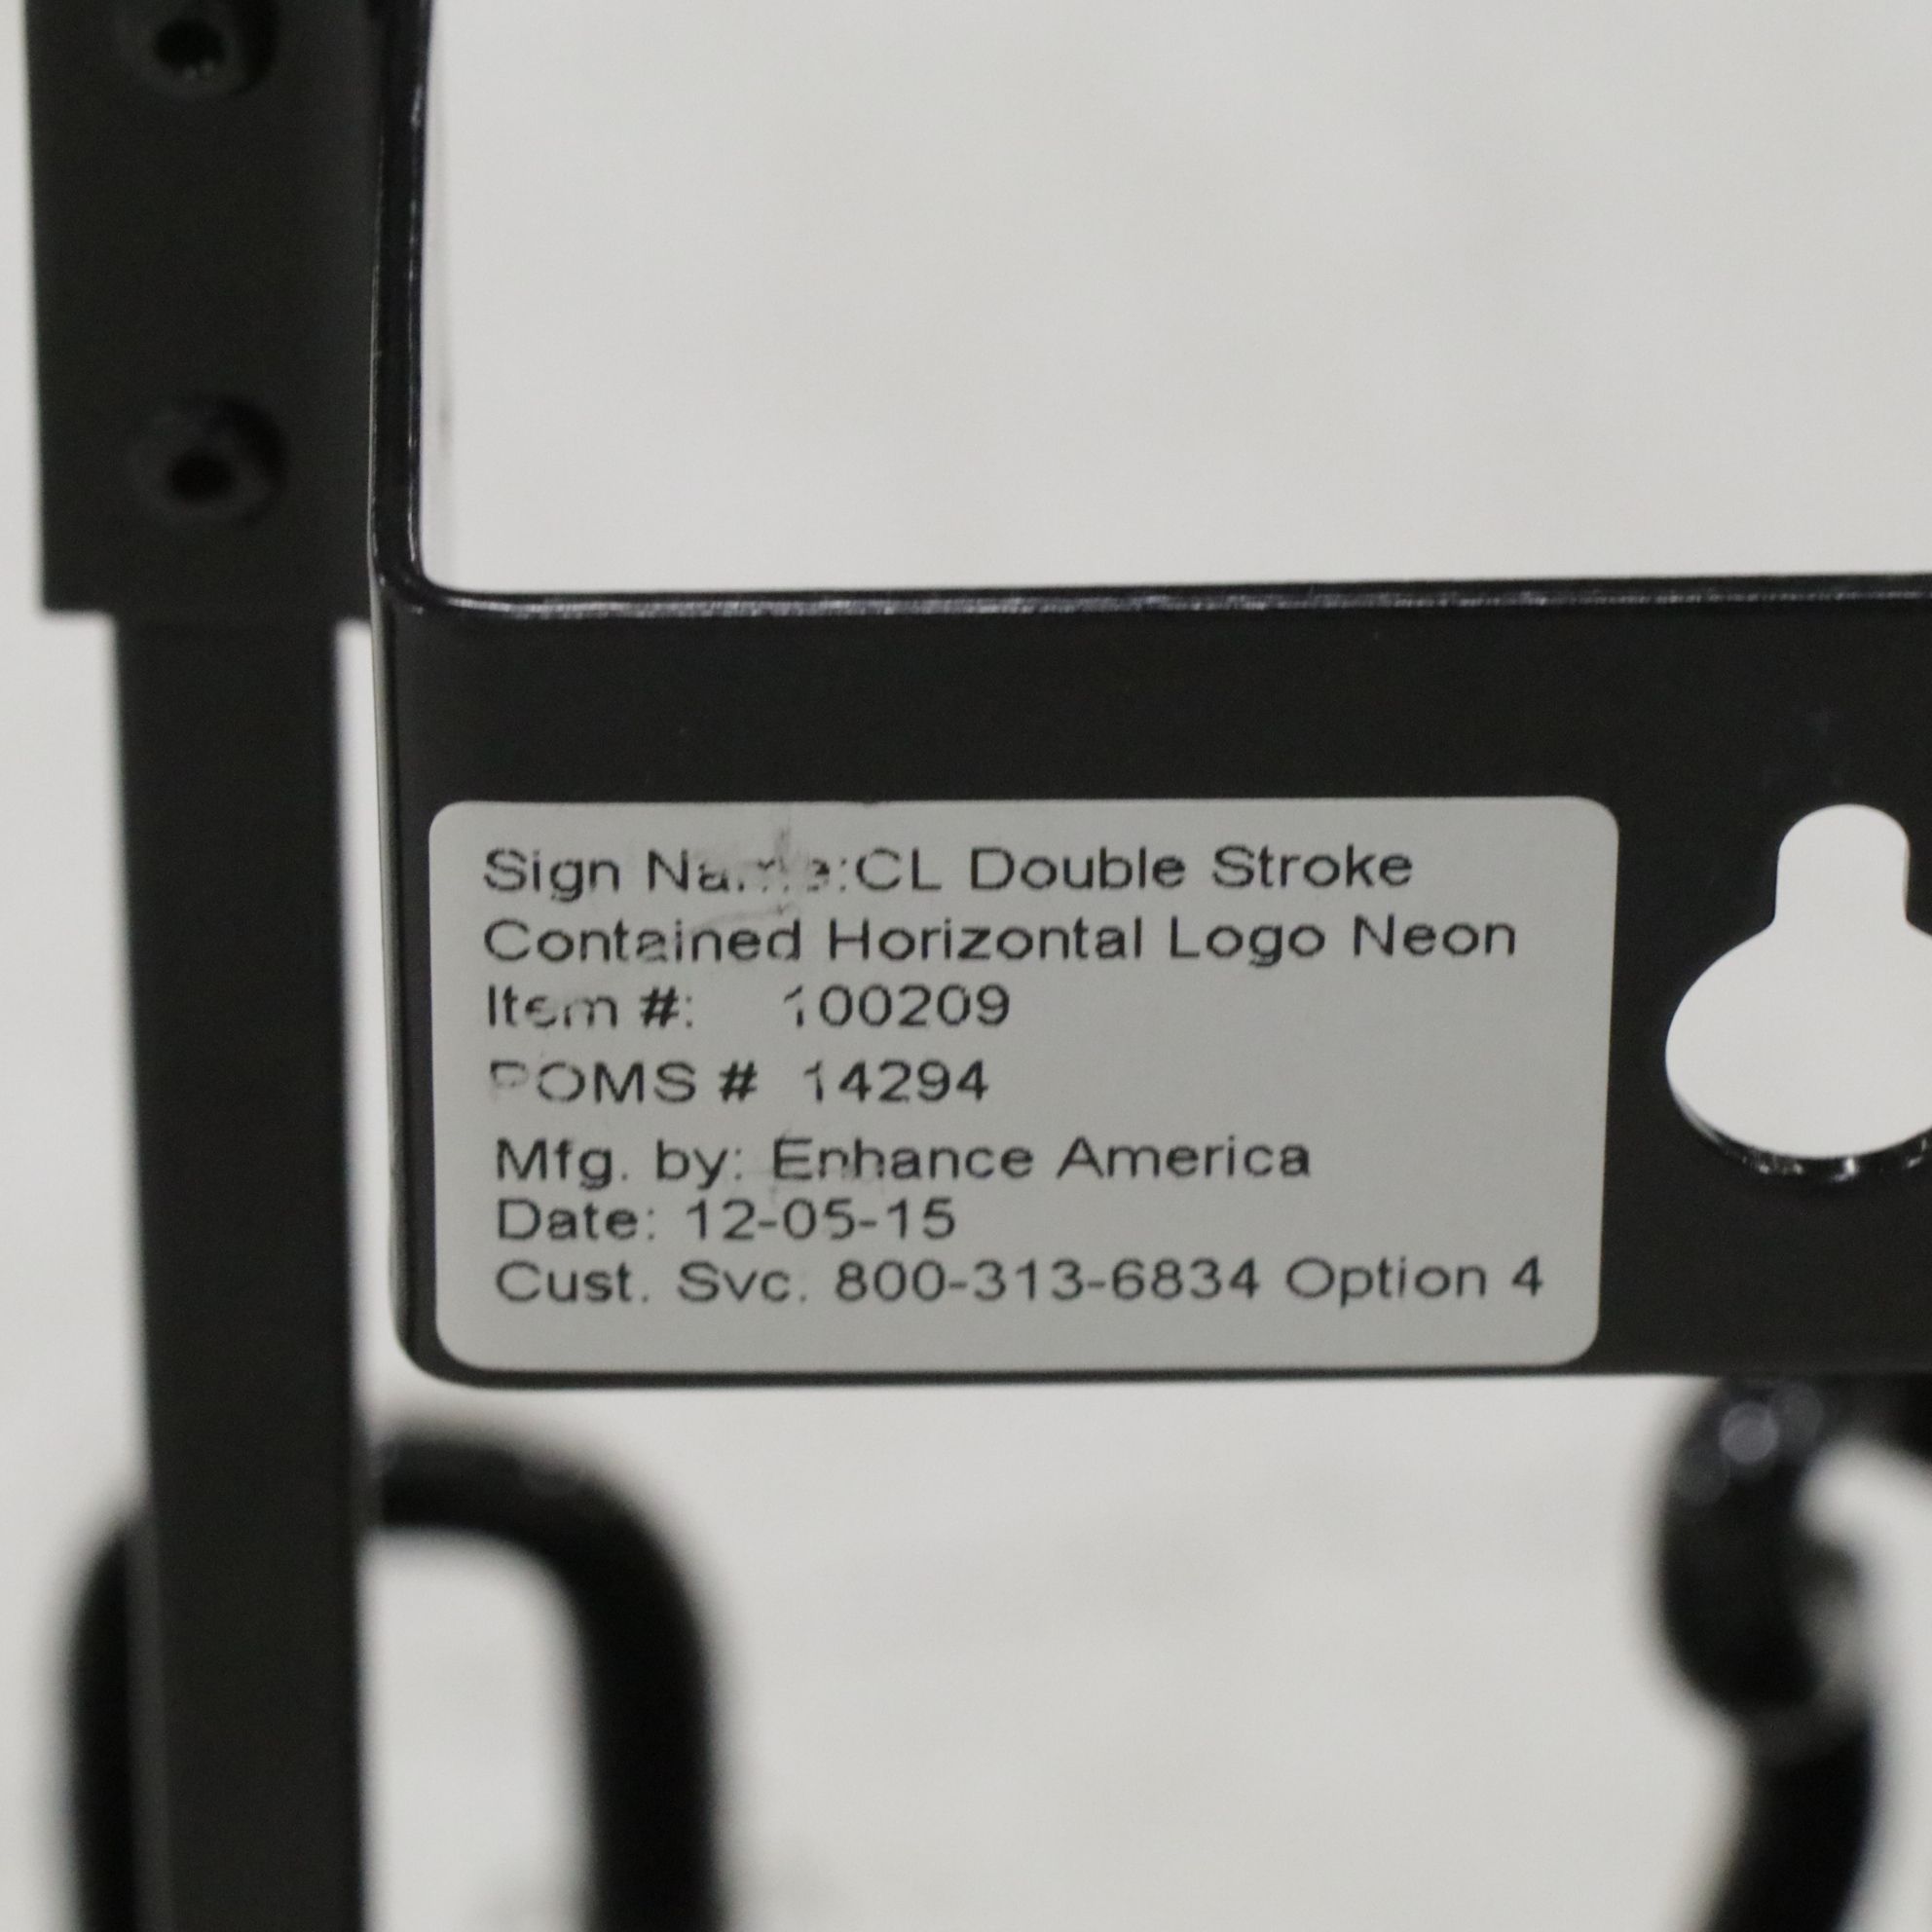 Sign Name:CL Double Stroke
Contained Horizontal Logo Neon
Item #: 100209
POMS # 14294
Mfg. by: Enhance America
Date: 12-05-15
Cust. Svc. 800-313-6834 Option 4